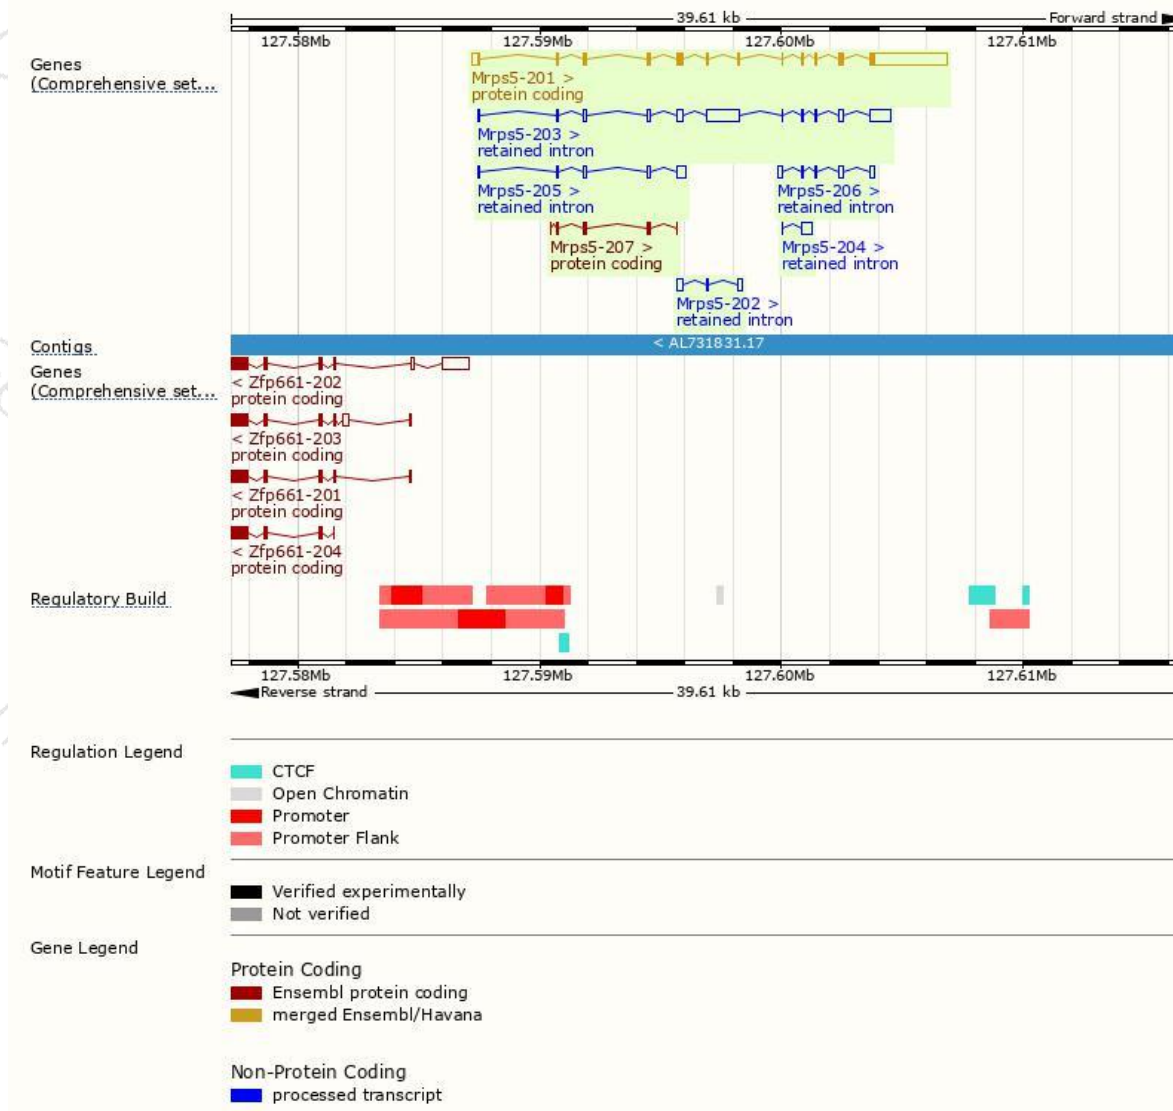 39.61 kb Forward strand
127.58Mb 127.59Mb 127.60Mb 127.61Mb
Genes
(Comprehensive set...
Mrps5-201 >
protein coding
Mrps5-203 >
retained intron
Mrps5-205 > Mrps5-206 >
retained intron retained intron
Mrps5-207 > Mrps5-204 >
protein coding retained intron
Mrps5-202 >
retained intron
Contigs < AL731831.17
Genes
(Comprehensive set...
< Zfp661-202
protein coding
< Zfp661-203
protein coding
< Zfp661-201
protein coding
< Zfp661-204
protein coding
Regulatory Build
127.58Mb 127.59Mb 127.60Mb 127.61Mb
Reverse strand 39.61 kb
Regulation Legend
CTCF
Open Chromatin
Promoter
Promoter Flank
Motif Feature Legend
Verified experimentally
Not verified
Gene Legend
Protein Coding
Ensembl protein coding
merged Ensembl/Havana
Non-Protein Coding
processed transcript